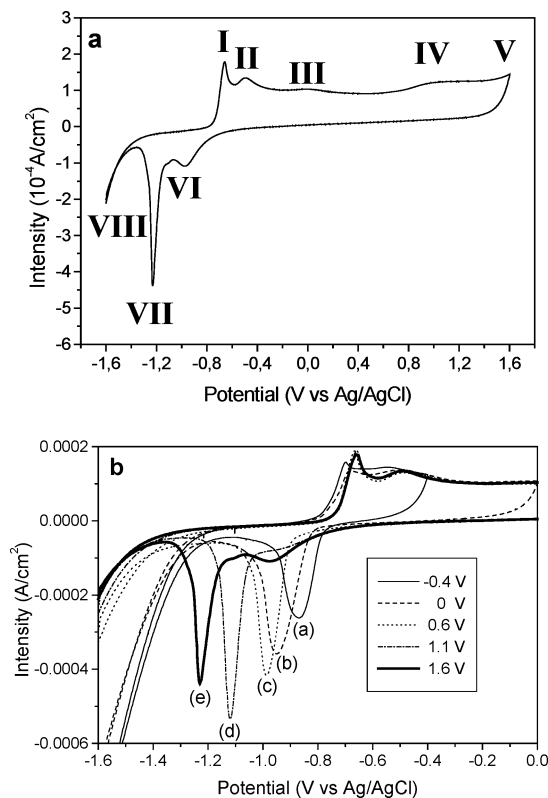 a
I
II
III
IV
V
VI
VII
VIII
3
2
1
0
-1
-2
-3
-4
-5
-6
Intensity (10⁻⁴A/cm²)
-1,6 -1,2 -0,8 -0,4 0,0 0,4 0,8 1,2 1,6
Potential (V vs Ag/AgCl)
b
0.0002
0.0000
-0.0002
-0.0004
-0.0006
Intensity (A/cm²)
-0.4 V
0 V
0.6 V
1.1 V
1.6 V
(a)
(b)
(c)
(d)
(e)
-1.6 -1.4 -1.2 -1.0 -0.8 -0.6 -0.4 -0.2 0.0
Potential (V vs Ag/AgCl)